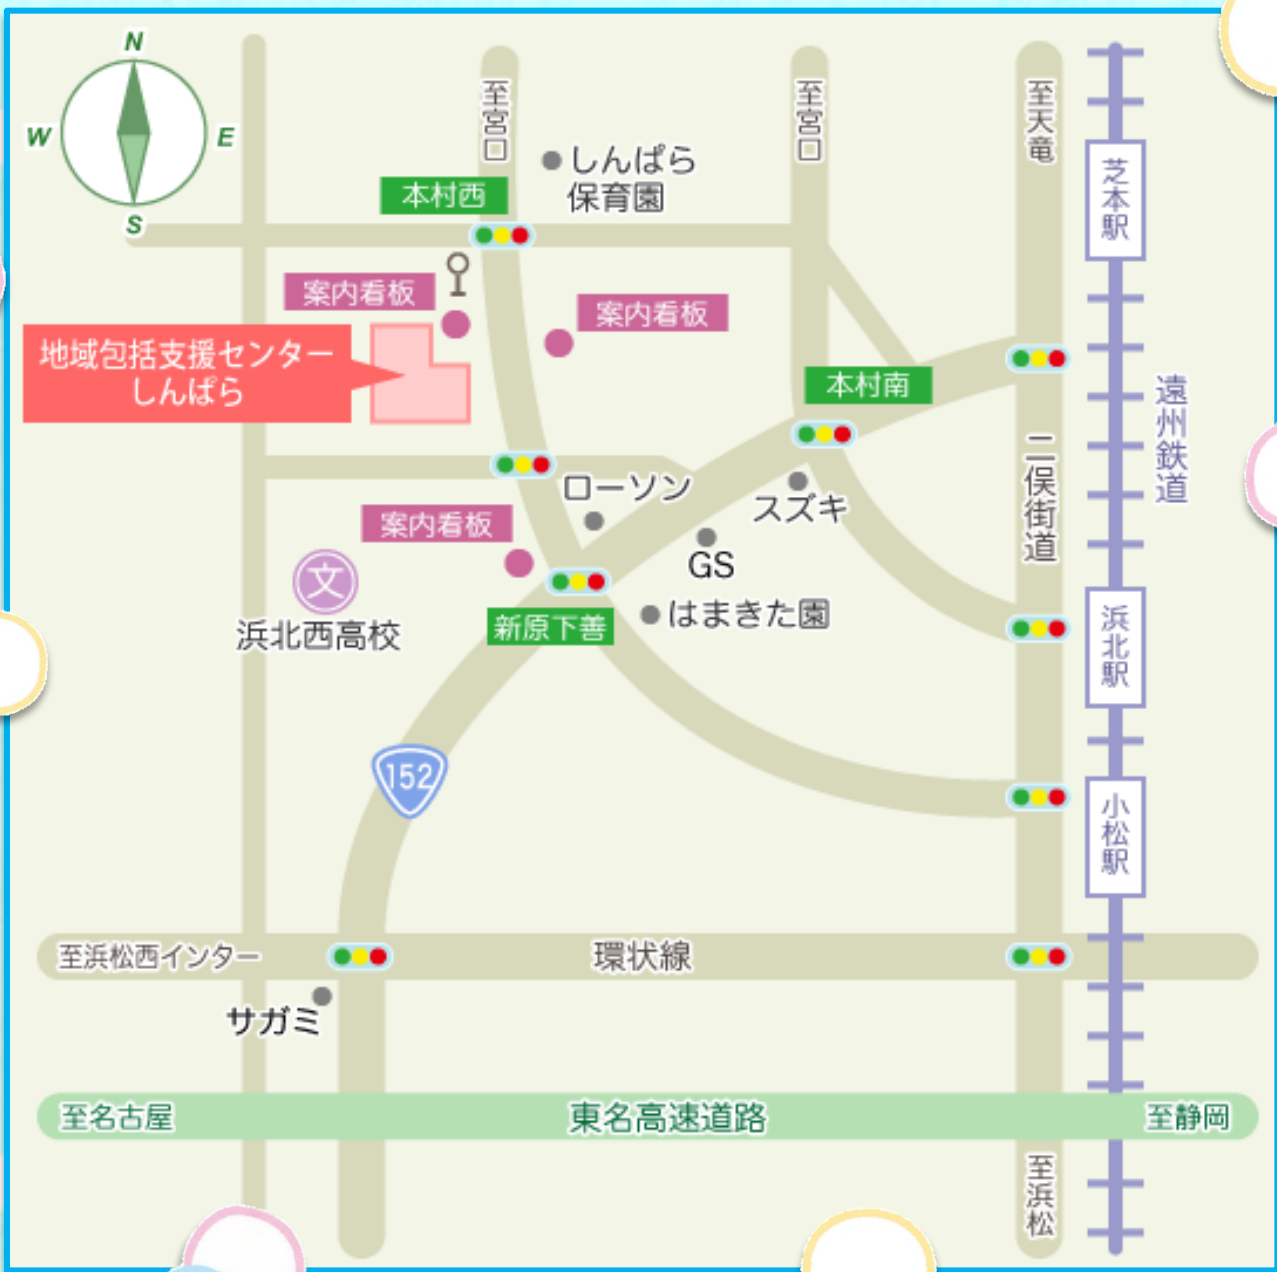 N
W
E
S
至宮口
至宮口
至天竜
しんぱら
保育園
本村西
芝本駅
案内看板
案内看板
地域包括支援センター
しんぱら
本村南
遠州鉄道
二俣街道
ローソン
スズキ
案内看板
GS
文
浜北西高校
はまきた園
新原下善
浜北駅
152
小松駅
至浜松西インター
環状線
サガミ
至名古屋
東名高速道路
至静岡
至浜松